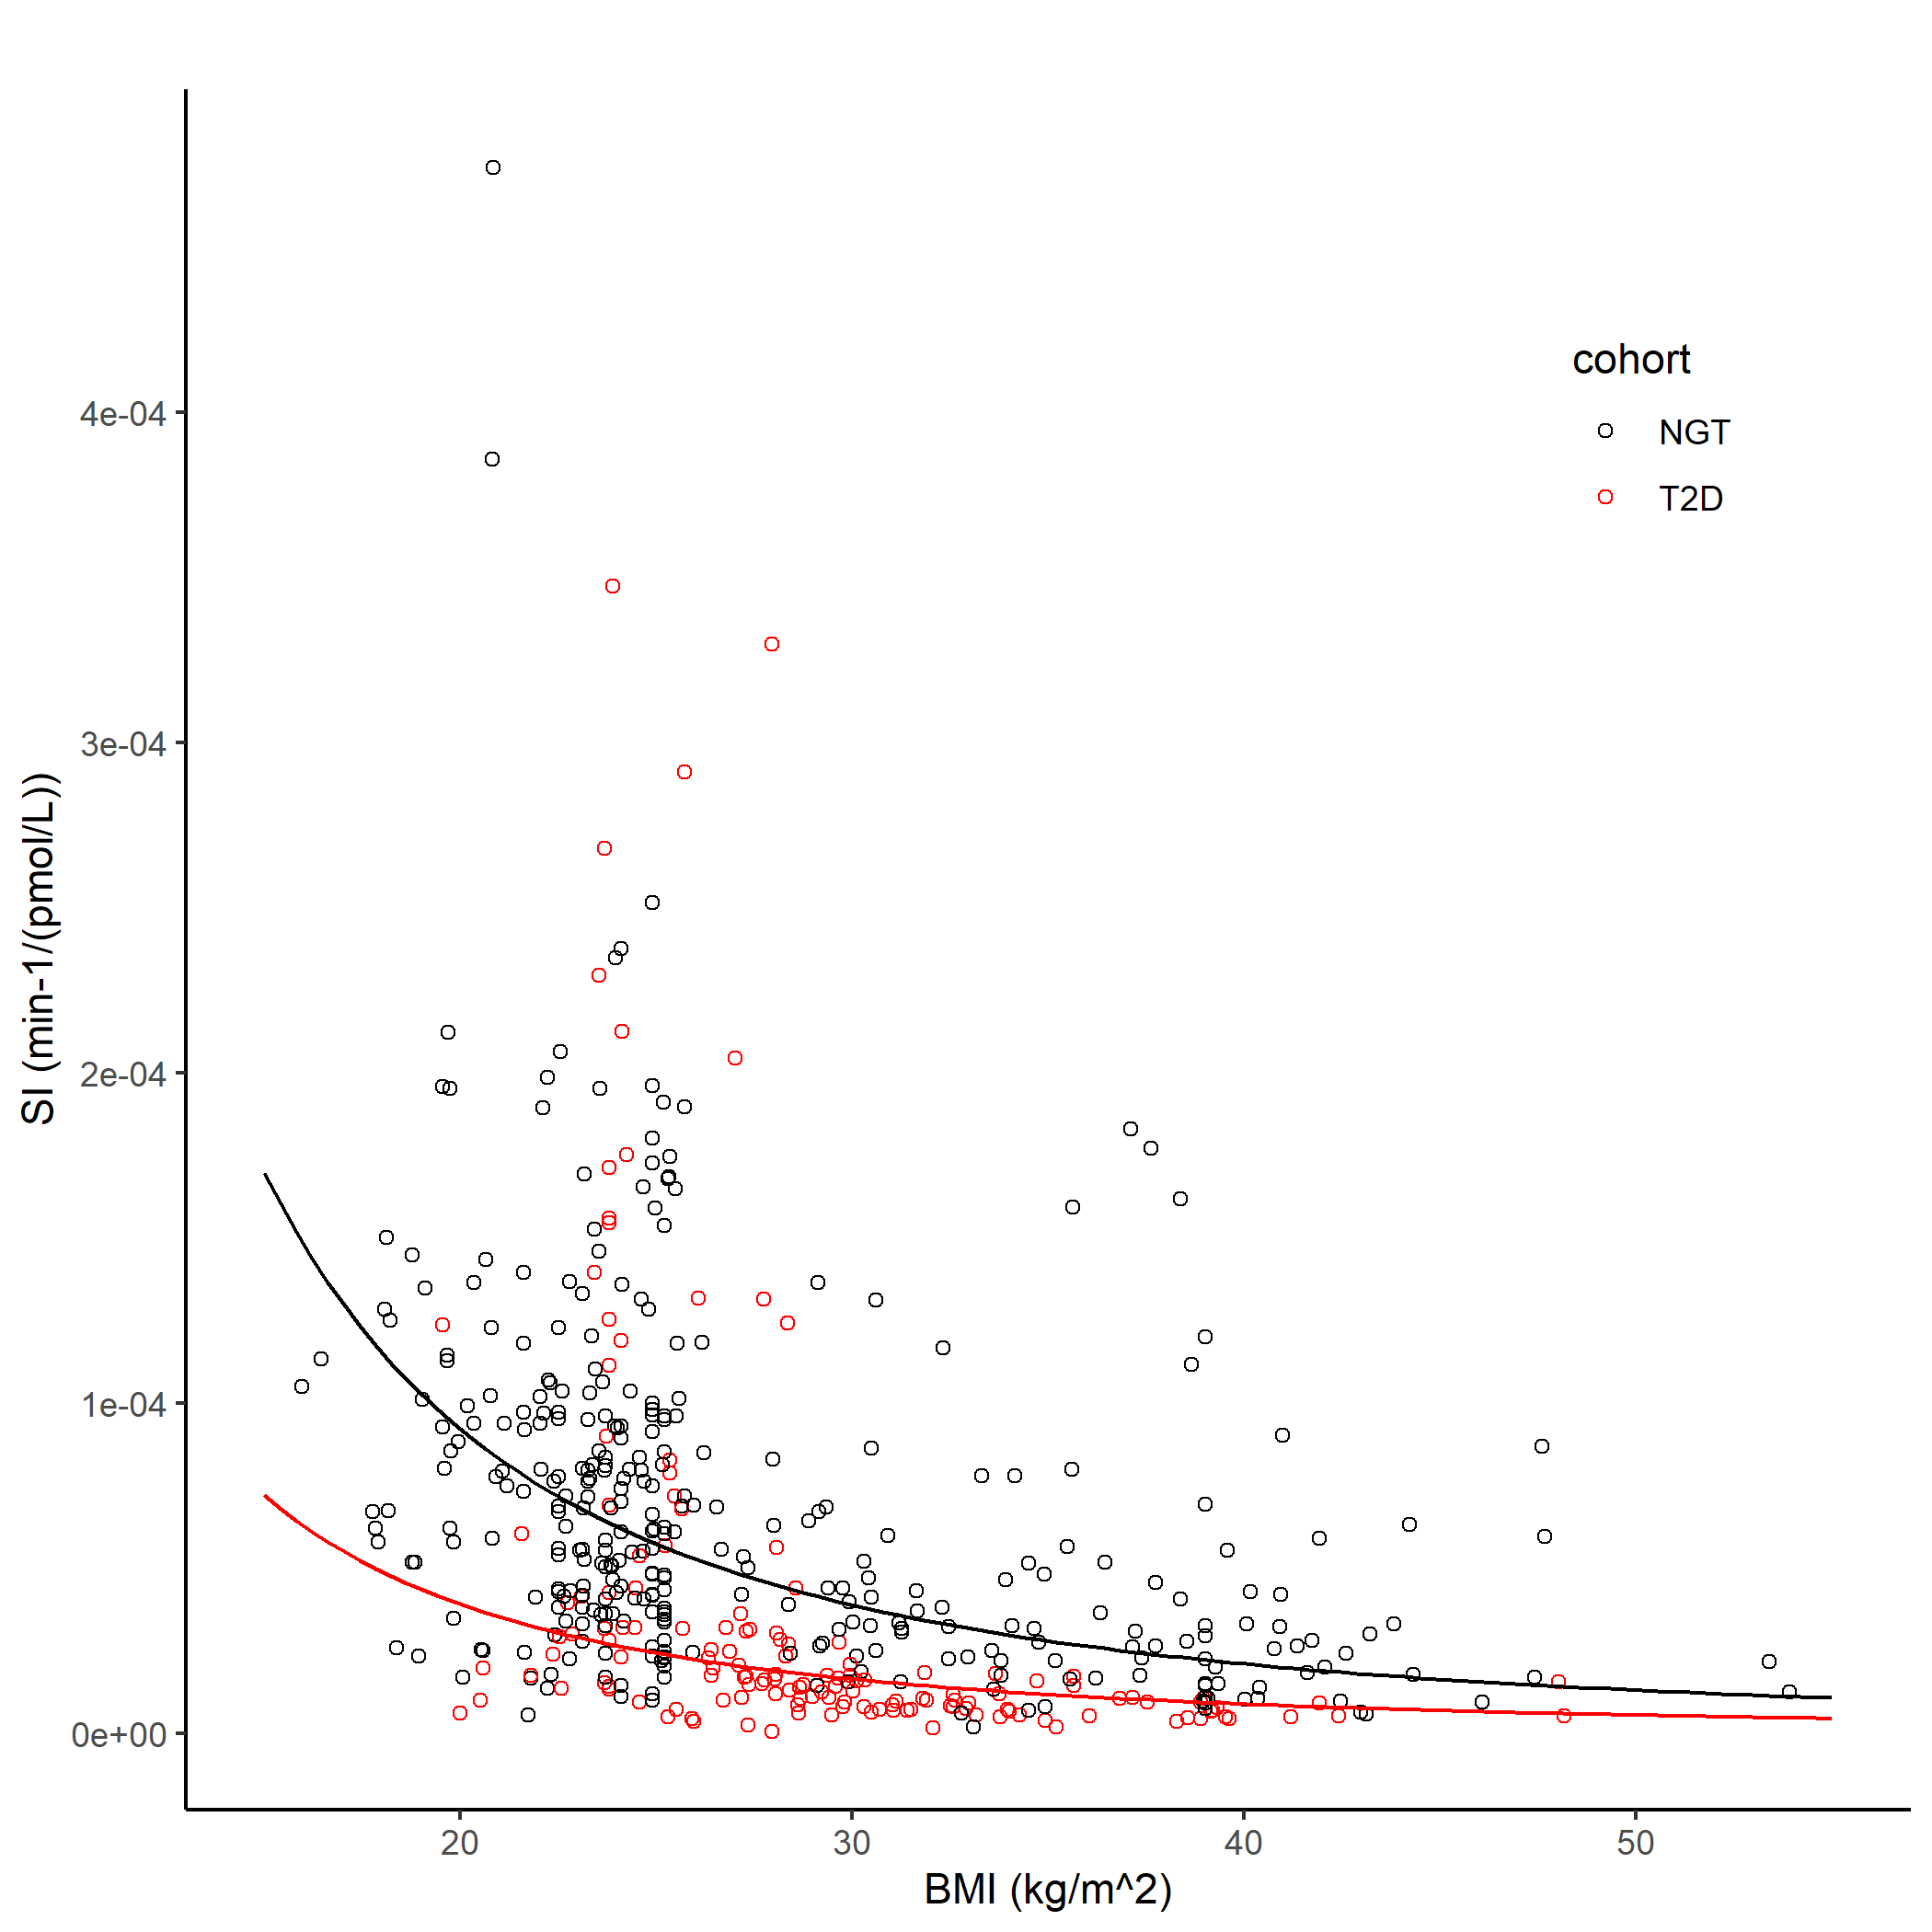 cohort
NGT
T2D
4e-04
3e-04
2e-04
1e-04
0e+00
SI (min-1/(pmol/L))
20 30 40 50
BMI (kg/m^2)